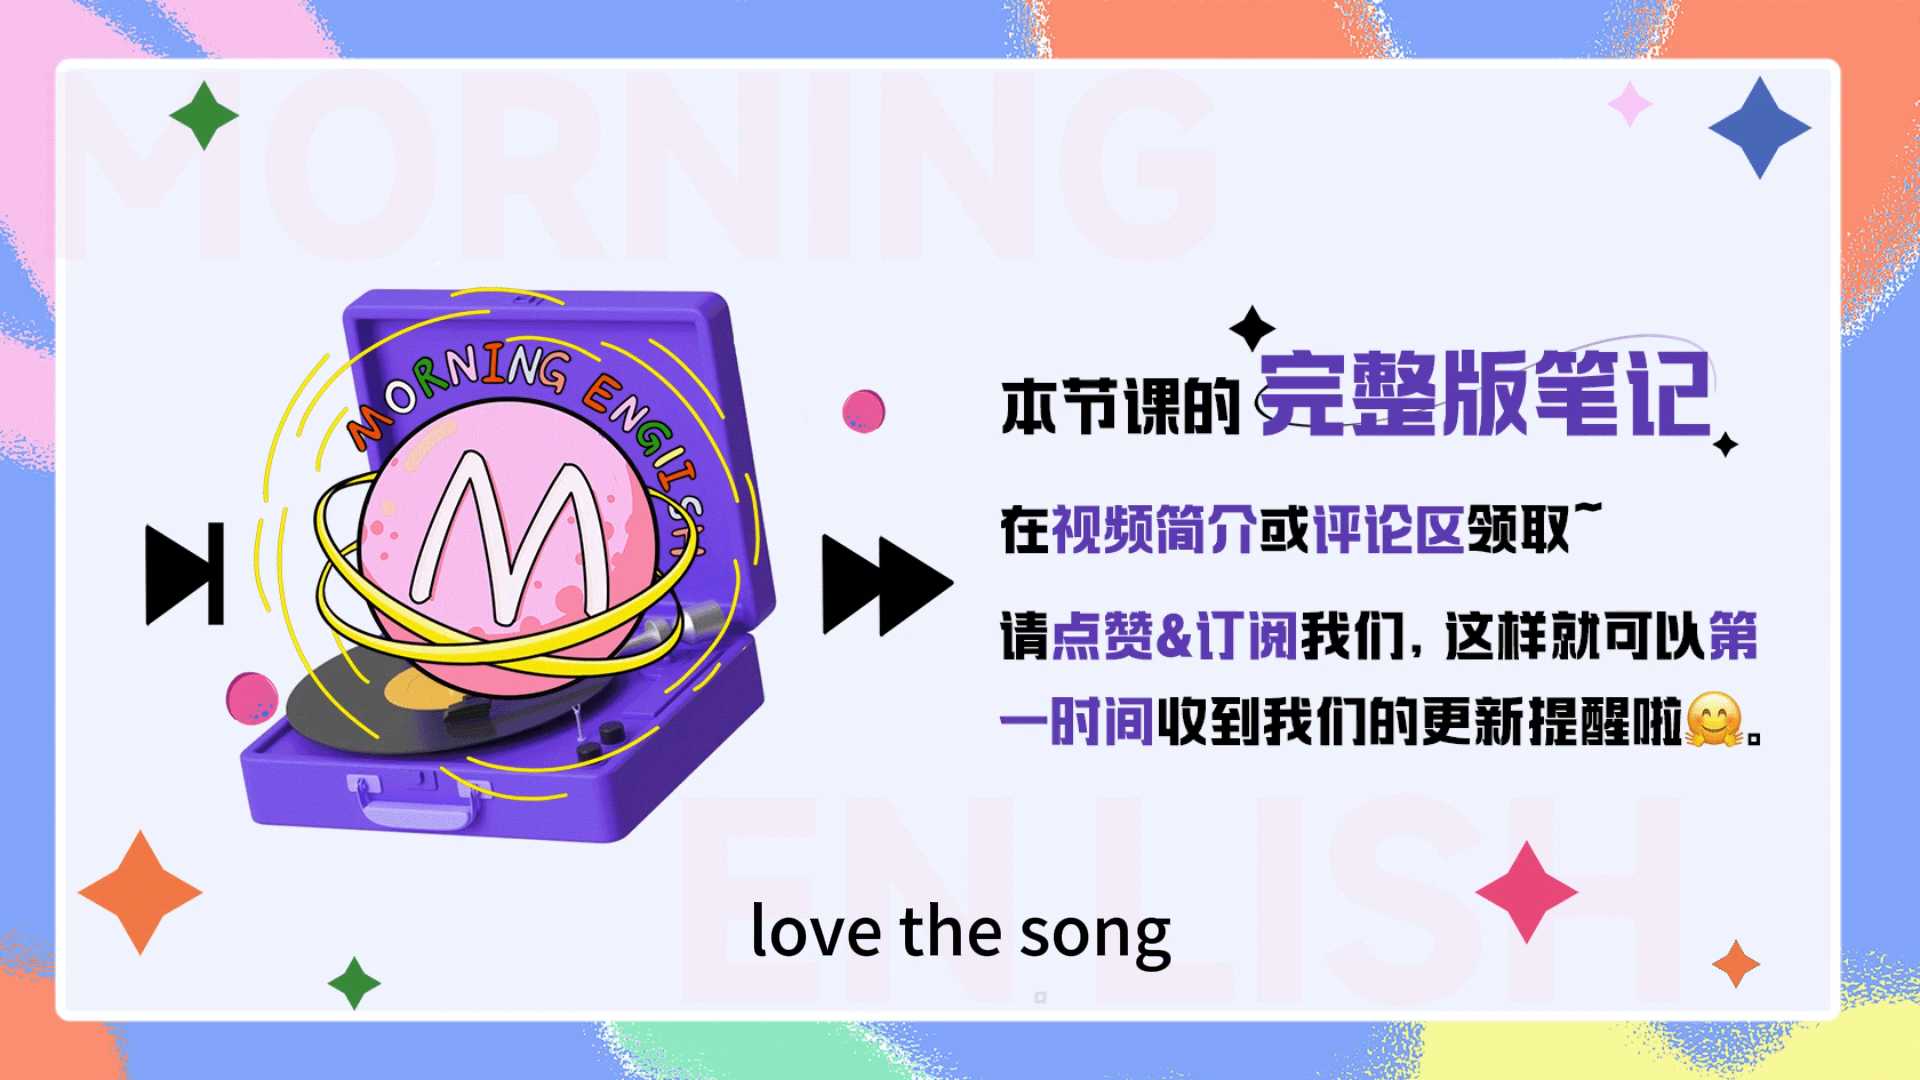 MORNING
MORNING ENGlISH
M
本节课的 完整版笔记
在视频简介或评论区领取~
请点赞&订阅我们，这样就可以第
一时间收到我们的更新提醒啦🤗。
EN LISH
love the song